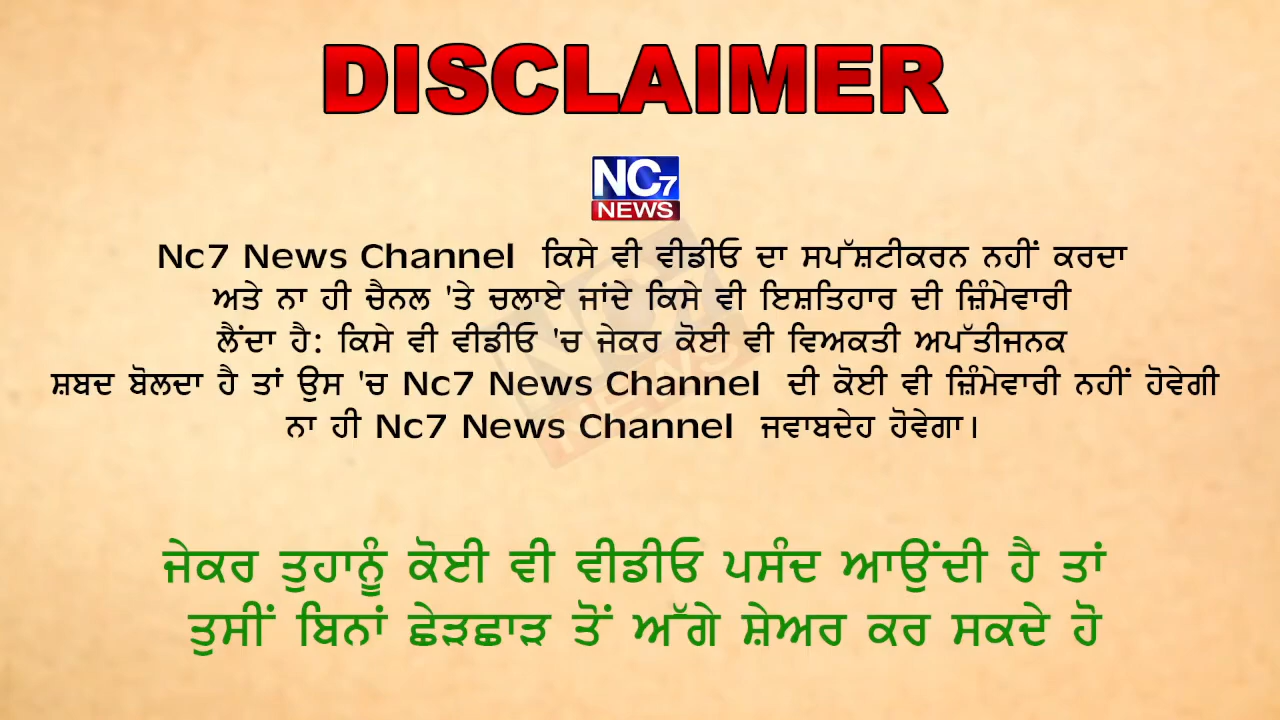 DISCLAIMER
NC7
NEWS
Nc7 News Channel ਕਿਸੇ ਵੀ ਵੀਡੀਓ ਦਾ ਸਪੱਸ਼ਟੀਕਰਨ ਨਹੀਂ ਕਰਦਾ
ਅਤੇ ਨਾ ਹੀ ਚੈਨਲ 'ਤੇ ਚਲਾਏ ਜਾਂਦੇ ਕਿਸੇ ਵੀ ਇਸ਼ਤਿਹਾਰ ਦੀ ਜ਼ਿੰਮੇਵਾਰੀ
ਲੈਂਦਾ ਹੈ: ਕਿਸੇ ਵੀ ਵੀਡੀਓ 'ਚ ਜੇਕਰ ਕੋਈ ਵੀ ਵਿਅਕਤੀ ਅਪੱਤੀਜਨਕ
ਸ਼ਬਦ ਬੋਲਦਾ ਹੈ ਤਾਂ ਉਸ 'ਚ Nc7 News Channel ਦੀ ਕੋਈ ਵੀ ਜ਼ਿੰਮੇਵਾਰੀ ਨਹੀਂ ਹੋਵੇਗੀ
ਨਾ ਹੀ Nc7 News Channel ਜਵਾਬਦੇਹ ਹੋਵੇਗਾ।
ਜੇਕਰ ਤੁਹਾਨੂੰ ਕੋਈ ਵੀ ਵੀਡੀਓ ਪਸੰਦ ਆਉਂਦੀ ਹੈ ਤਾਂ
ਤੁਸੀਂ ਬਿਨਾਂ ਛੇੜਛਾੜ ਤੋਂ ਅੱਗੇ ਸ਼ੇਅਰ ਕਰ ਸਕਦੇ ਹੋ